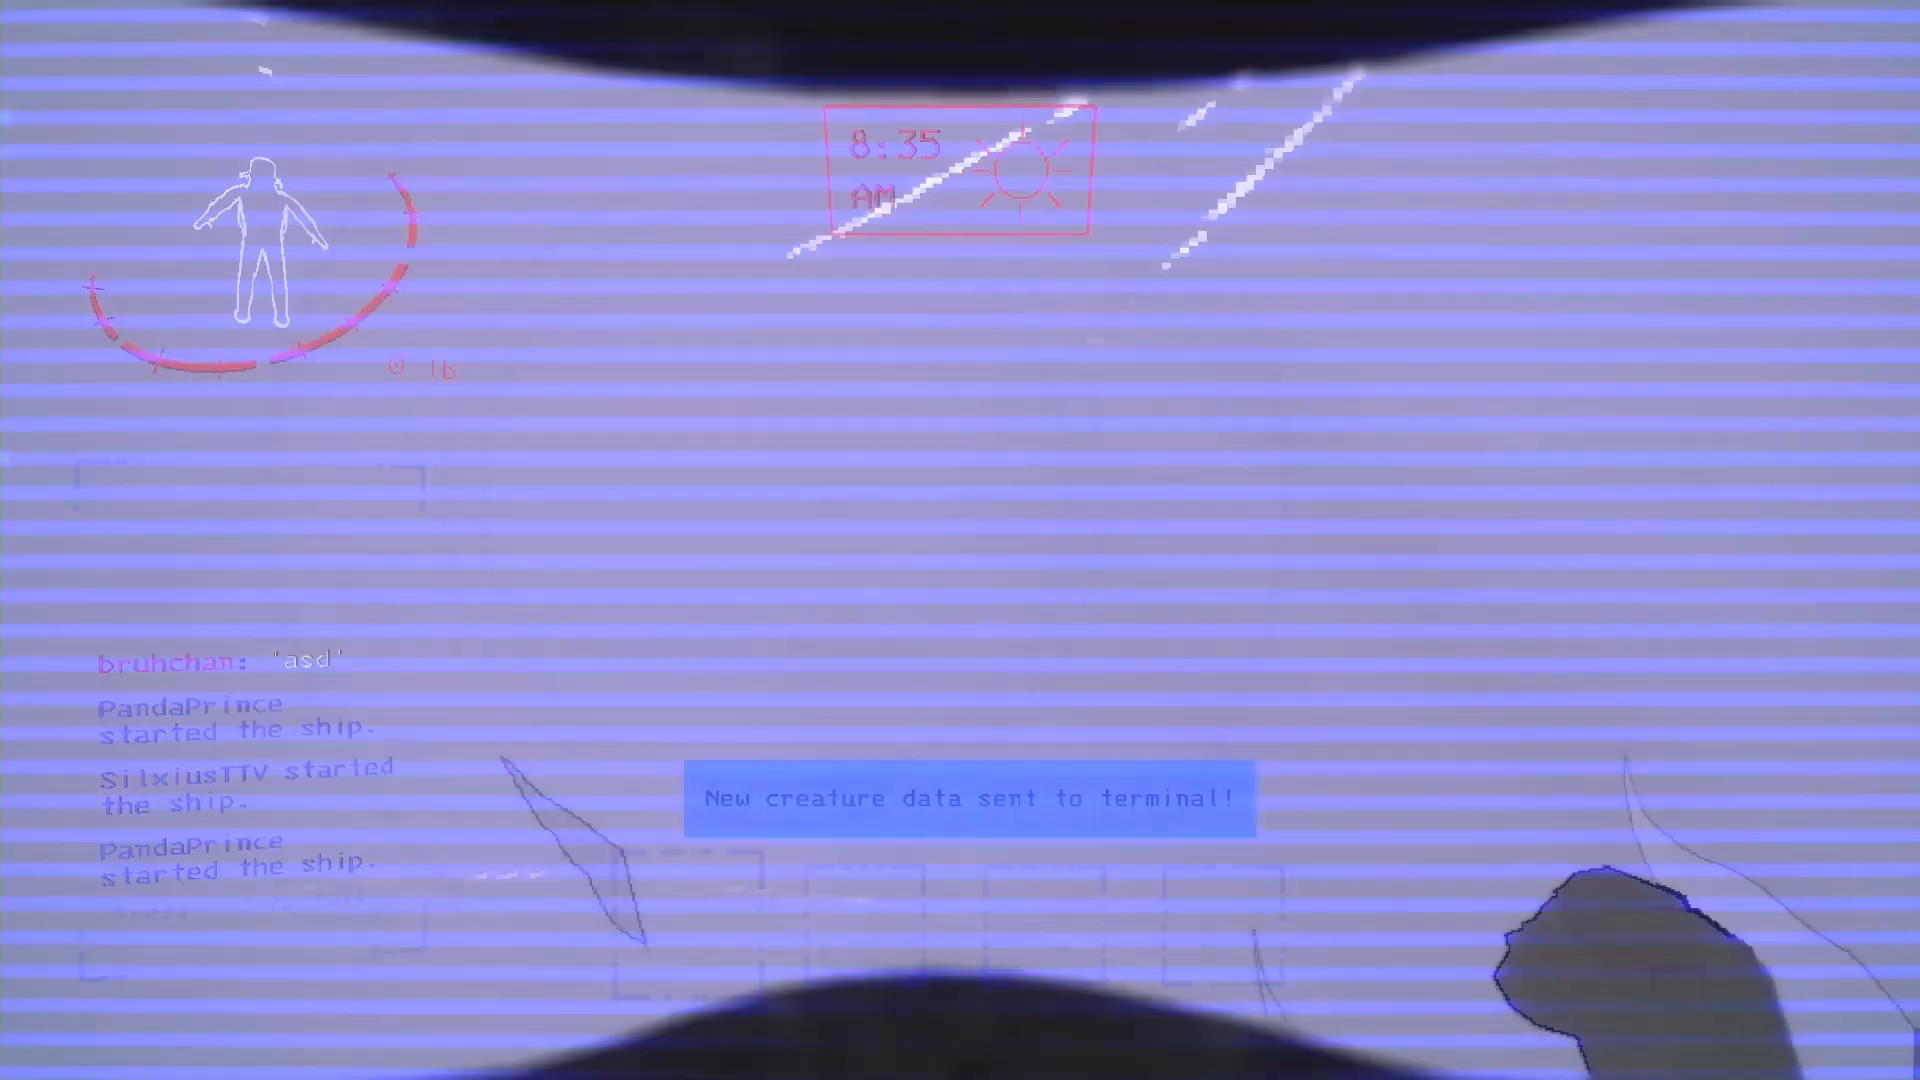 8:35
AM
0 lb
bruhchan: 'asd'
PandaPrince
started the ship.
SilxiusTTV started
the ship.
PandaPrince
started the ship.
New creature data sent to terminal!